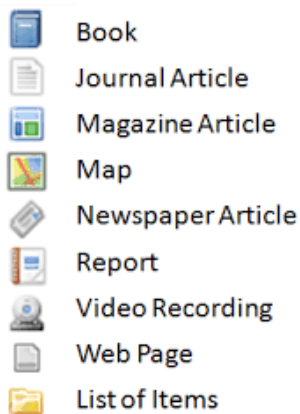 Book
Journal Article
Magazine Article
Map
Newspaper Article
Report
Video Recording
Web Page
List of Items